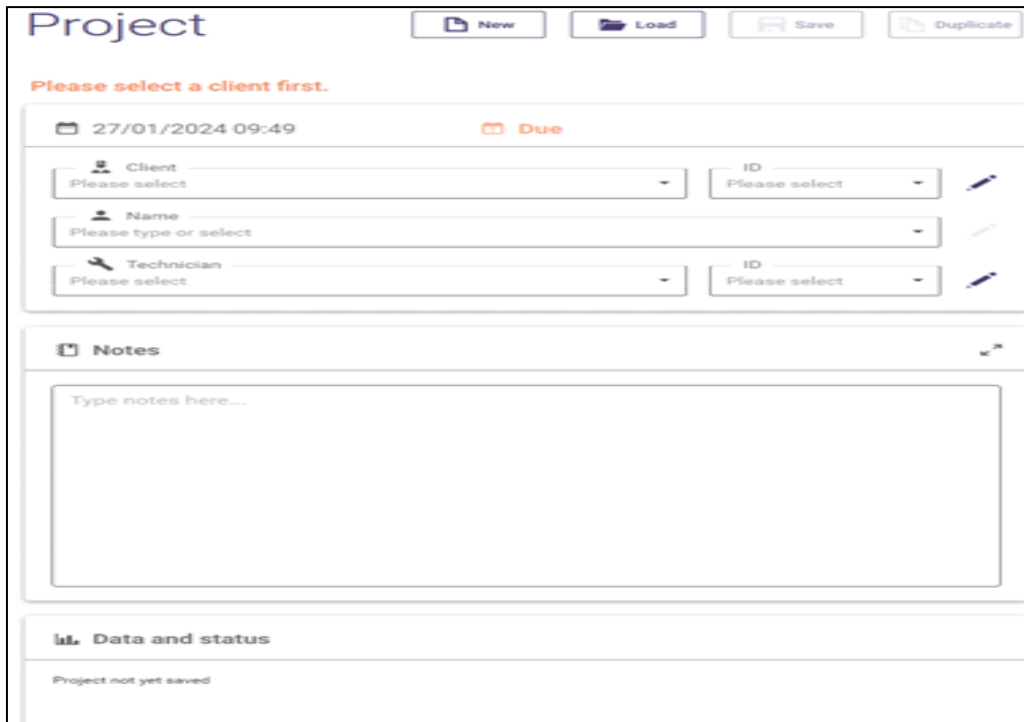 Project New Load Save Duplicate
Please select a client first.
27/01/2024 09:49 Due
Client ID
Please select Please select
Name
Please type or select
Technician ID
Please select Please select
Notes
Type notes here...
Data and status
Project not yet saved